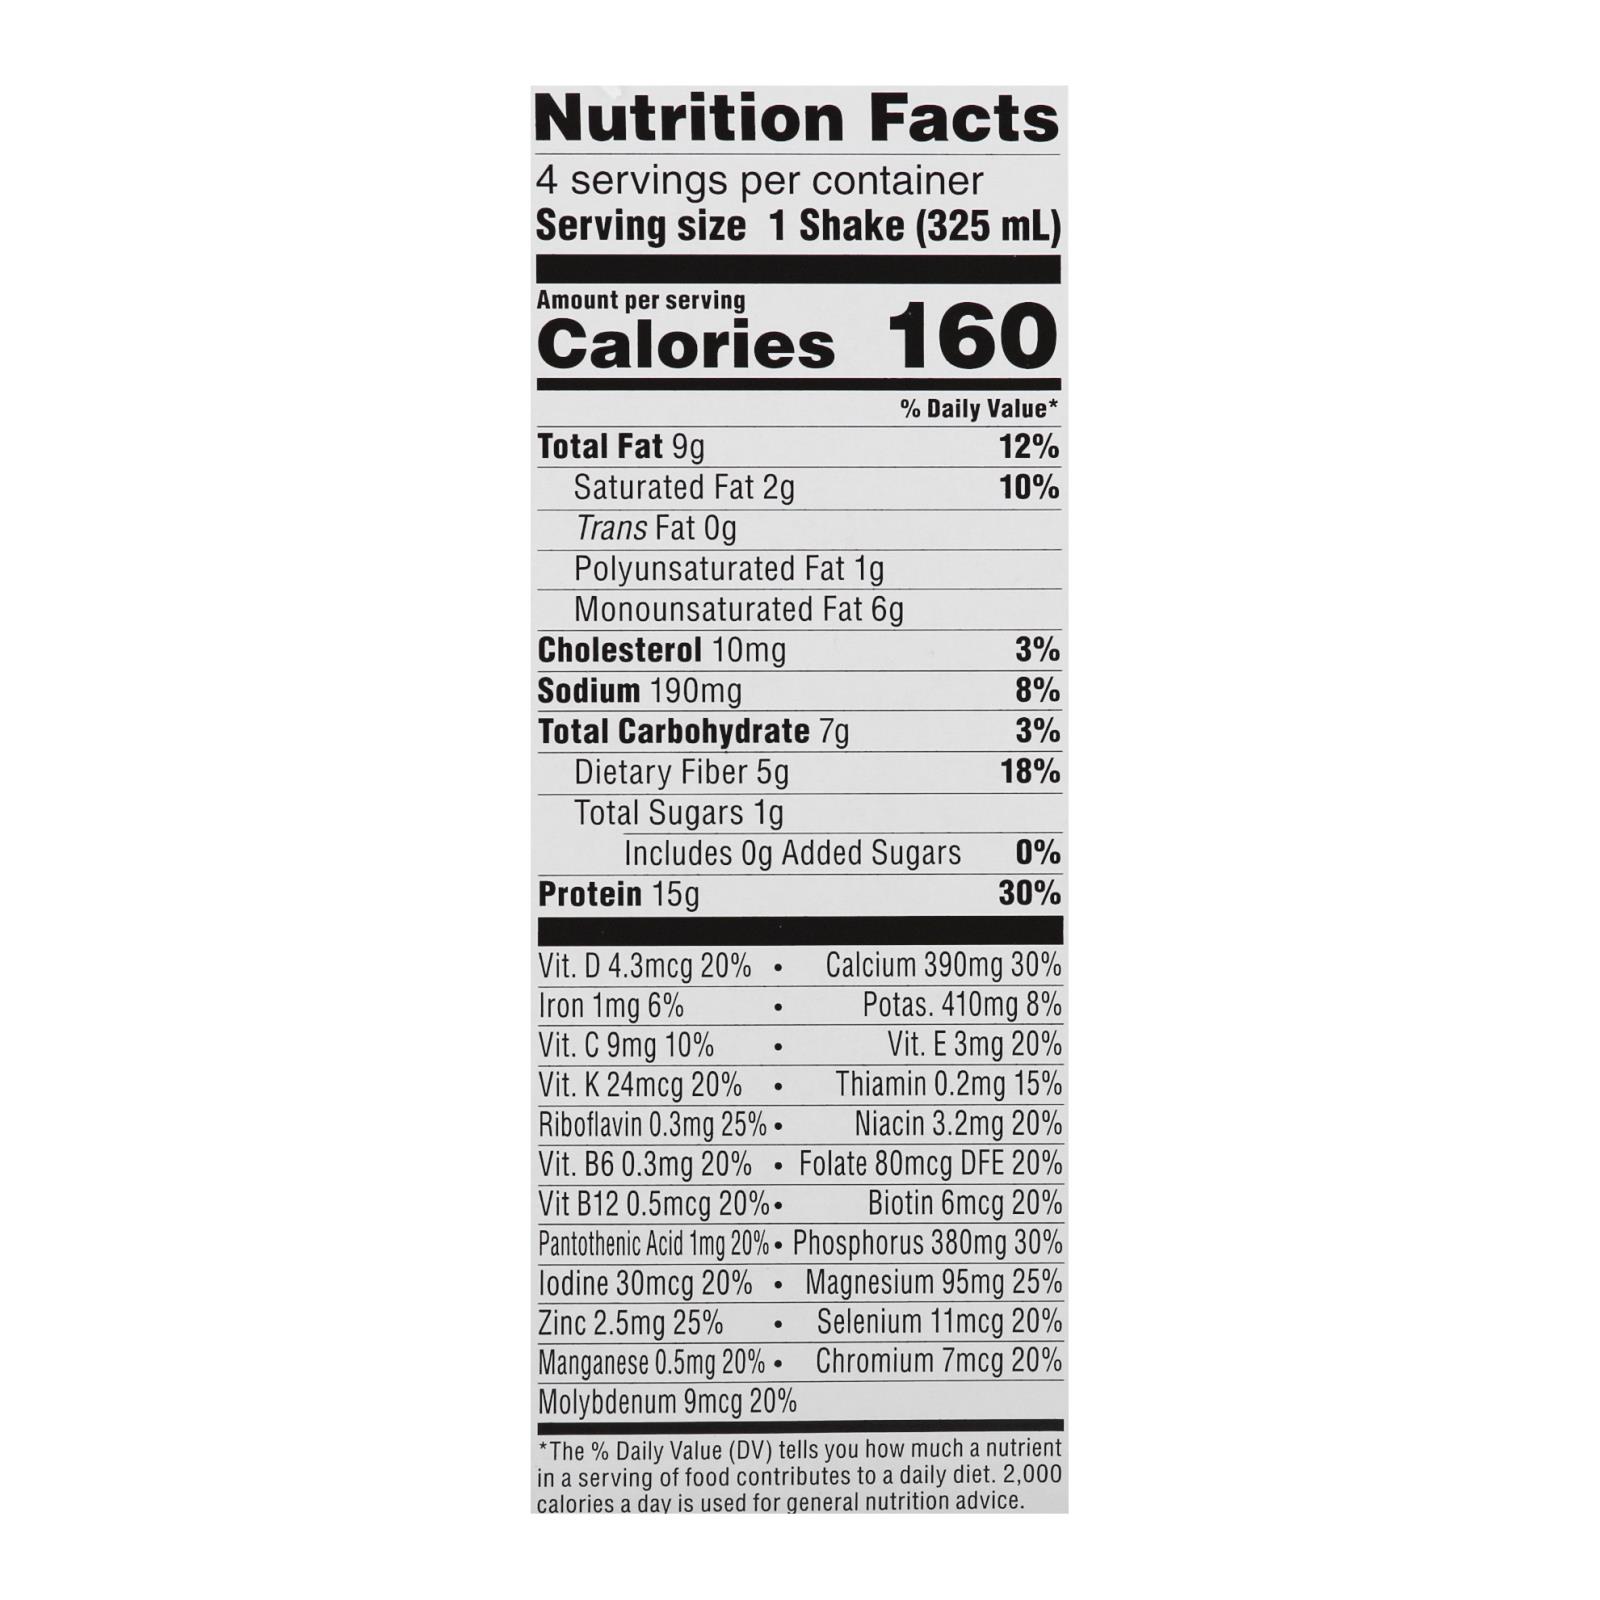 Nutrition Facts
4 servings per container
Serving size 1 Shake (325 mL)
Amount per serving
Calories 160
% Daily Value*
Total Fat 9g 12%
Saturated Fat 2g 10%
Trans Fat 0g
Polyunsaturated Fat 1g
Monounsaturated Fat 6g
Cholesterol 10mg 3%
Sodium 190mg 8%
Total Carbohydrate 7g 3%
Dietary Fiber 5g 18%
Total Sugars 1g
Includes 0g Added Sugars 0%
Protein 15g 30%
Vit. D 4.3mcg 20% • Calcium 390mg 30%
Iron 1mg 6% • Potas. 410mg 8%
Vit. C 9mg 10% • Vit. E 3mg 20%
Vit. K 24mcg 20% • Thiamin 0.2mg 15%
Riboflavin 0.3mg 25% • Niacin 3.2mg 20%
Vit. B6 0.3mg 20% • Folate 80mcg DFE 20%
Vit B12 0.5mcg 20% • Biotin 6mcg 20%
Pantothenic Acid 1mg 20% • Phosphorus 380mg 30%
Iodine 30mcg 20% • Magnesium 95mg 25%
Zinc 2.5mg 25% • Selenium 11mcg 20%
Manganese 0.5mg 20% • Chromium 7mcg 20%
Molybdenum 9mcg 20%
*The % Daily Value (DV) tells you how much a nutrient
in a serving of food contributes to a daily diet. 2,000
calories a day is used for general nutrition advice.